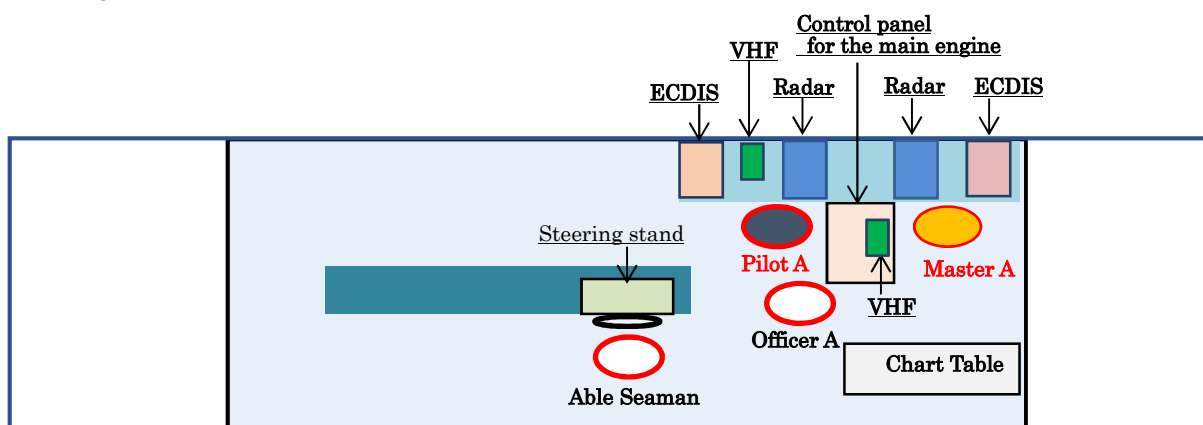 Control panel
for the main engine
VHF
ECDIS
Radar
Radar
ECDIS
Steering stand
Pilot A
Master A
VHF
Officer A
Chart Table
Able Seaman